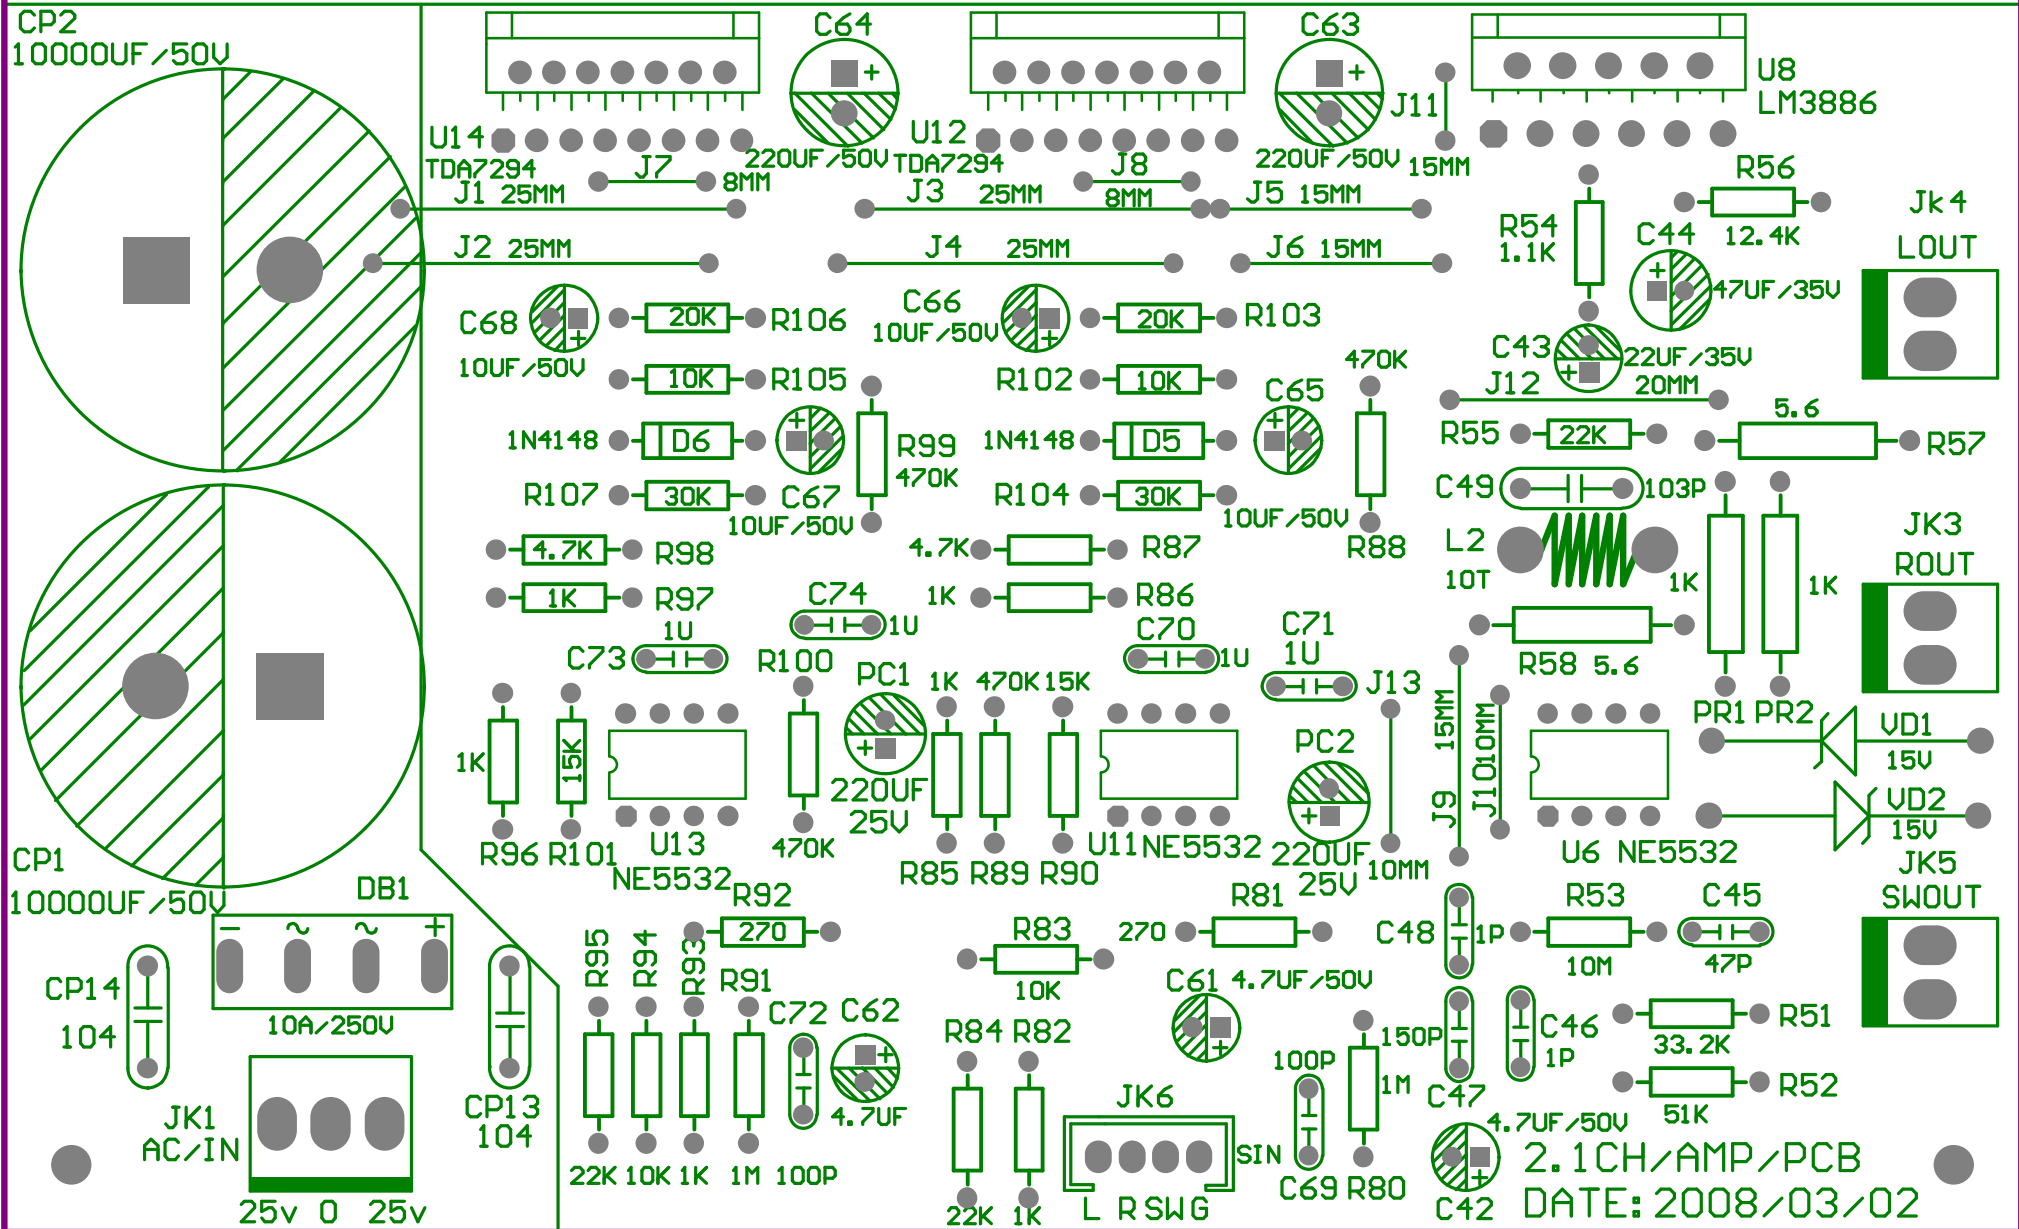 CP2
10000UF/50V
C64
C63
U8
LM3886
J11
15MM
U14
TDA7294
J7
8MM
220UF/50V
U12
TDA7294
J8
8MM
220UF/50V
J1 25MM
J3 25MM
J5 15MM
R56
12.4K
R54
1.1K
C44
47UF/35V
Jk4
LOUT
J2 25MM
J4 25MM
J6 15MM
C68
10UF/50V
20K
R106
C66
10UF/50V
20K
R103
C43
22UF/35V
J12
20MM
10K
R105
R102
10K
470K
C65
5.6
1N4148
D6
R99
470K
1N4148
D5
R55
22K
R57
R107
30K
C67
10UF/50V
R104
30K
10UF/50V
R88
C49
103P
4.7K
R98
4.7K
R87
L2
10T
JK3
ROUT
1K
R97
C74
1U
1K
R86
1K
1K
1U
C73
R100
PC1
C70
1U
C71
1U
J13
R58 5.6
PR1
PR2
1K
15K
1K
470K
15K
220UF
25V
PC2
15MM
J9
10MM
J10
VD1
15V
VD2
15V
R96
R101
U13
NE5532
470K
R85
R89
R90
U11
NE5532
220UF
25V
10MM
U6
NE5532
JK5
SWOUT
CP1
10000UF/50V
DB1
R92
270
R81
270
R53
10M
C45
47P
C48
1P
- ~ ~ +
R95
R94
R93
R91
R83
10K
C61
4.7UF/50V
CP14
104
10A/250V
C72
C62
4.7UF
R84
R82
100P
150P
1M
C46
1P
R51
33.2K
R52
51K
JK1
AC/IN
CP13
104
JK6
C47
4.7UF/50V
SIN
22K
10K
1K
1M
100P
C69
R80
2.1CH/AMP/PCB
25v 0 25v
22K
1K
L R SW G
C42
DATE:2008/03/02